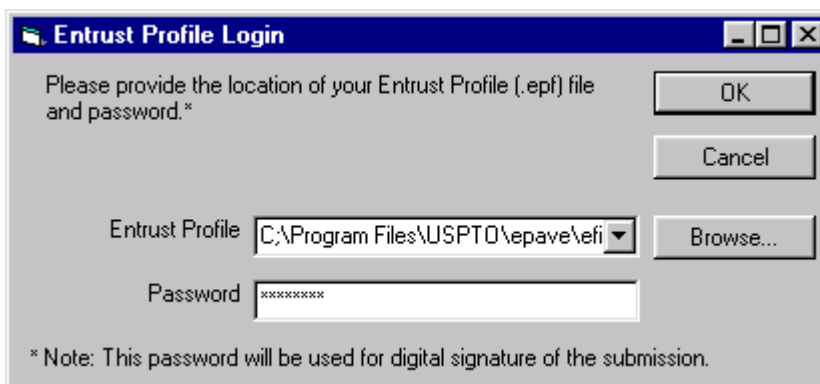 Entrust Profile Login
Please provide the location of your Entrust Profile (.epf) file
and password.*
OK
Cancel
Entrust Profile C;\Program Files\USPTO\epave\efi Browse...
Password ********
* Note: This password will be used for digital signature of the submission.